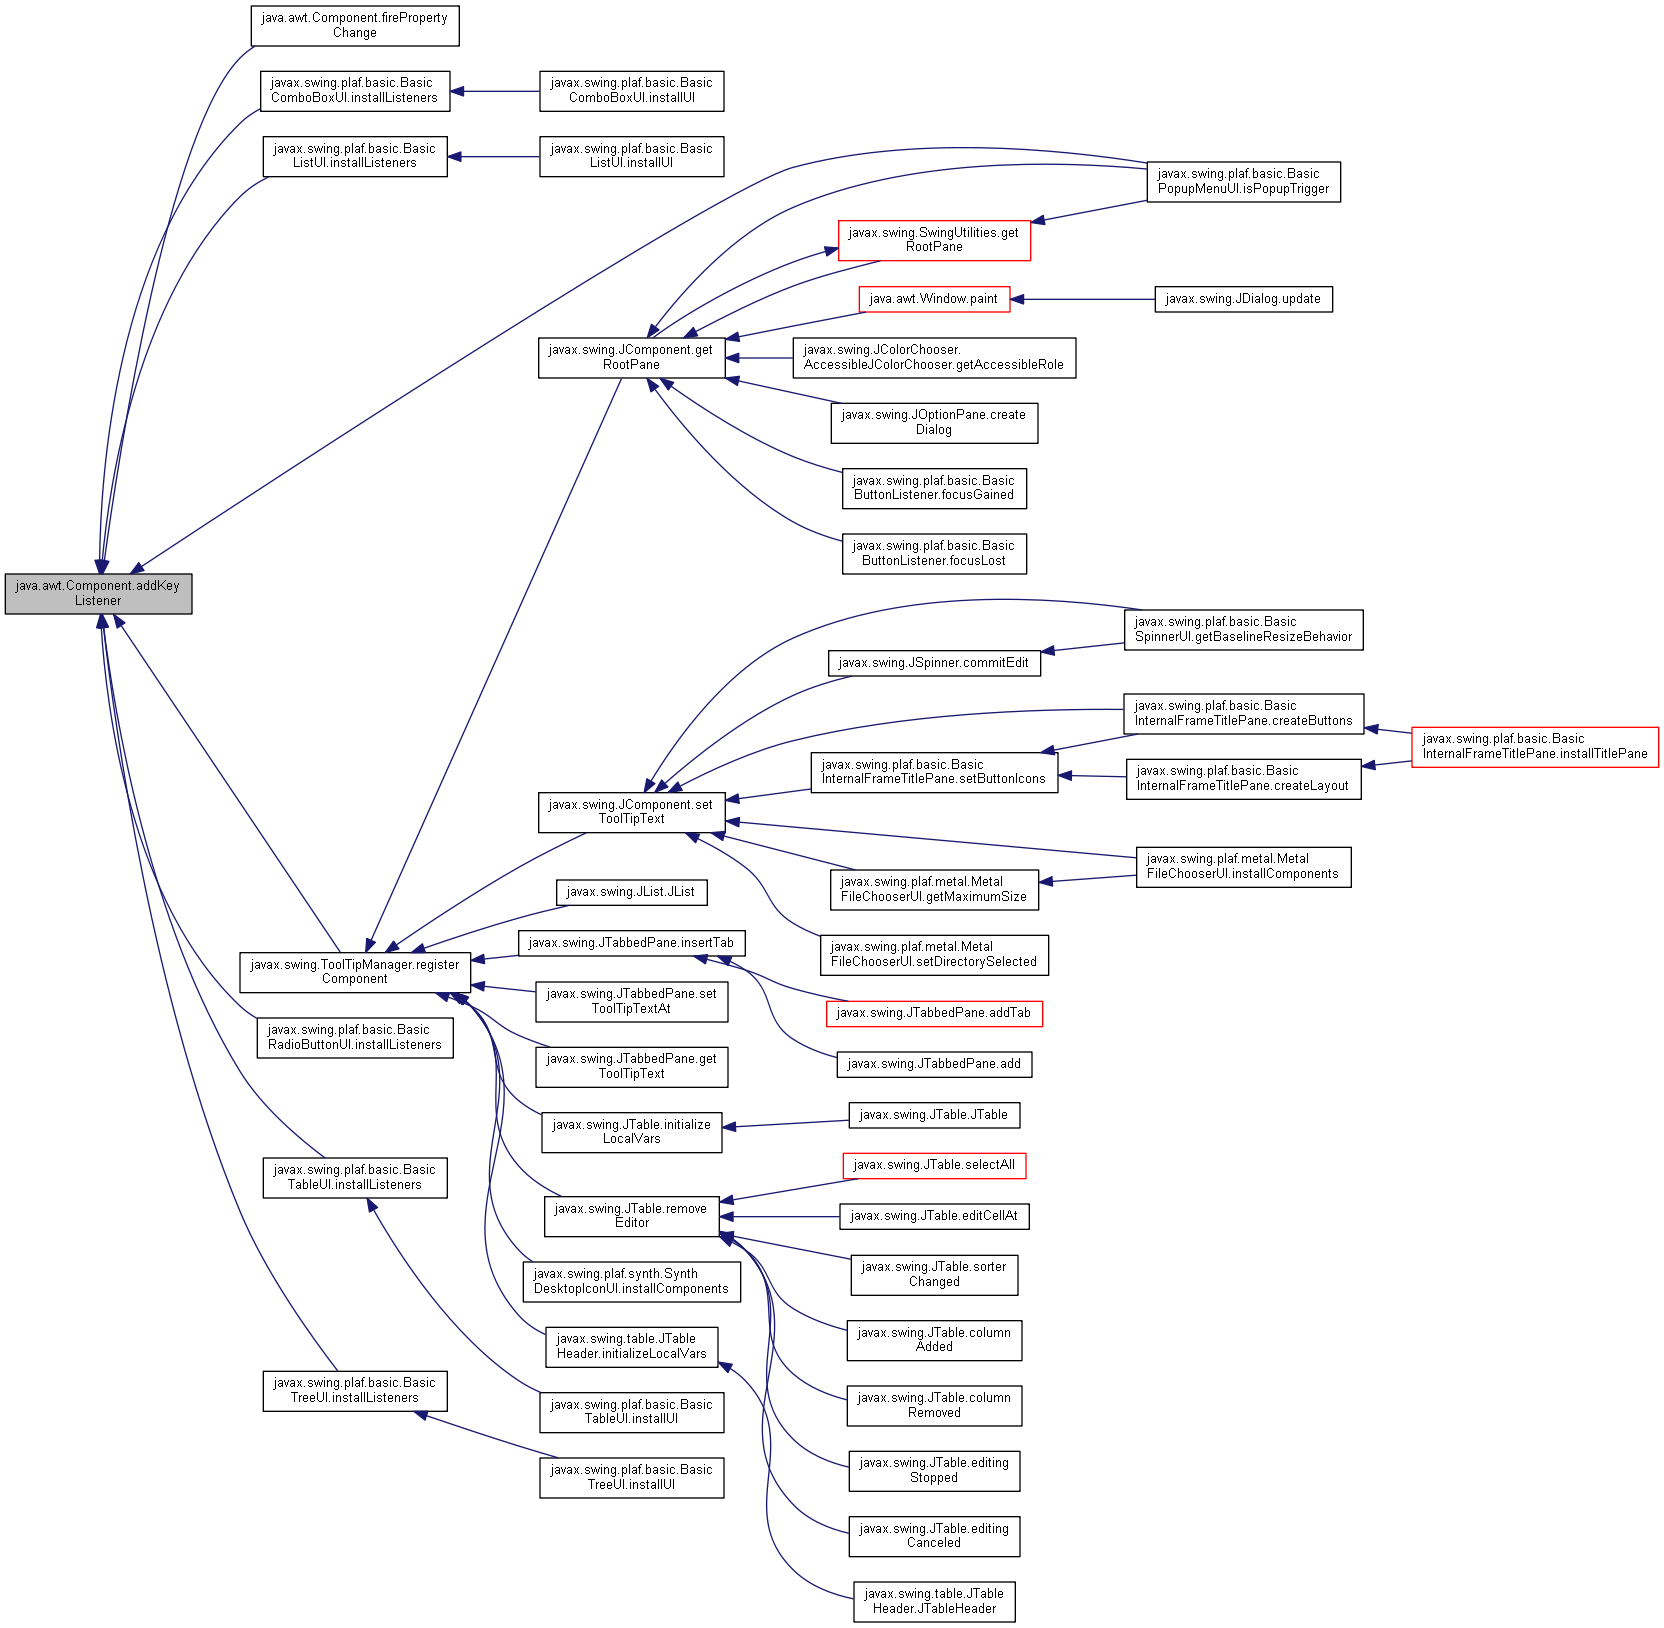 java.awt.Component.fireProperty
Change
javax.swing.plaf.basic.Basic
ComboBoxUI.installListeners
javax.swing.plaf.basic.Basic
ComboBoxUI.installUI
javax.swing.plaf.basic.Basic
ListUI.installListeners
javax.swing.plaf.basic.Basic
ListUI.installUI
javax.swing.plaf.basic.Basic
PopupMenuUI.isPopupTrigger
javax.swing.SwingUtilities.get
RootPane
java.awt.Window.paint
javax.swing.JDialog.update
javax.swing.JComponent.get
RootPane
javax.swing.JColorChooser.
AccessibleJColorChooser.getAccessibleRole
javax.swing.JOptionPane.create
Dialog
javax.swing.plaf.basic.Basic
ButtonListener.focusGained
javax.swing.plaf.basic.Basic
ButtonListener.focusLost
java.awt.Component.addKey
Listener
javax.swing.plaf.basic.Basic
SpinnerUI.getBaselineResizeBehavior
javax.swing.JSpinner.commitEdit
javax.swing.plaf.basic.Basic
InternalFrameTitlePane.createButtons
javax.swing.plaf.basic.Basic
InternalFrameTitlePane.installTitlePane
javax.swing.plaf.basic.Basic
InternalFrameTitlePane.setButtonIcons
javax.swing.plaf.basic.Basic
InternalFrameTitlePane.createLayout
javax.swing.JComponent.set
ToolTipText
javax.swing.plaf.metal.Metal
FileChooserUI.installComponents
javax.swing.plaf.metal.Metal
FileChooserUI.getMaximumSize
javax.swing.JList.JList
javax.swing.JTabbedPane.insertTab
javax.swing.plaf.metal.Metal
FileChooserUI.setDirectorySelected
javax.swing.ToolTipManager.register
Component
javax.swing.JTabbedPane.set
ToolTipTextAt
javax.swing.JTabbedPane.addTab
javax.swing.plaf.basic.Basic
RadioButtonUI.installListeners
javax.swing.JTabbedPane.get
ToolTipText
javax.swing.JTabbedPane.add
javax.swing.JTable.initialize
LocalVars
javax.swing.JTable.JTable
javax.swing.plaf.basic.Basic
TableUI.installListeners
javax.swing.JTable.selectAll
javax.swing.JTable.remove
Editor
javax.swing.JTable.editCellAt
javax.swing.plaf.synth.Synth
DesktopIconUI.installComponents
javax.swing.JTable.sorter
Changed
javax.swing.table.JTable
Header.initializeLocalVars
javax.swing.JTable.column
Added
javax.swing.plaf.basic.Basic
TreeUI.installListeners
javax.swing.plaf.basic.Basic
TableUI.installUI
javax.swing.JTable.column
Removed
javax.swing.plaf.basic.Basic
TreeUI.installUI
javax.swing.JTable.editing
Stopped
javax.swing.JTable.editing
Canceled
javax.swing.table.JTable
Header.JTableHeader